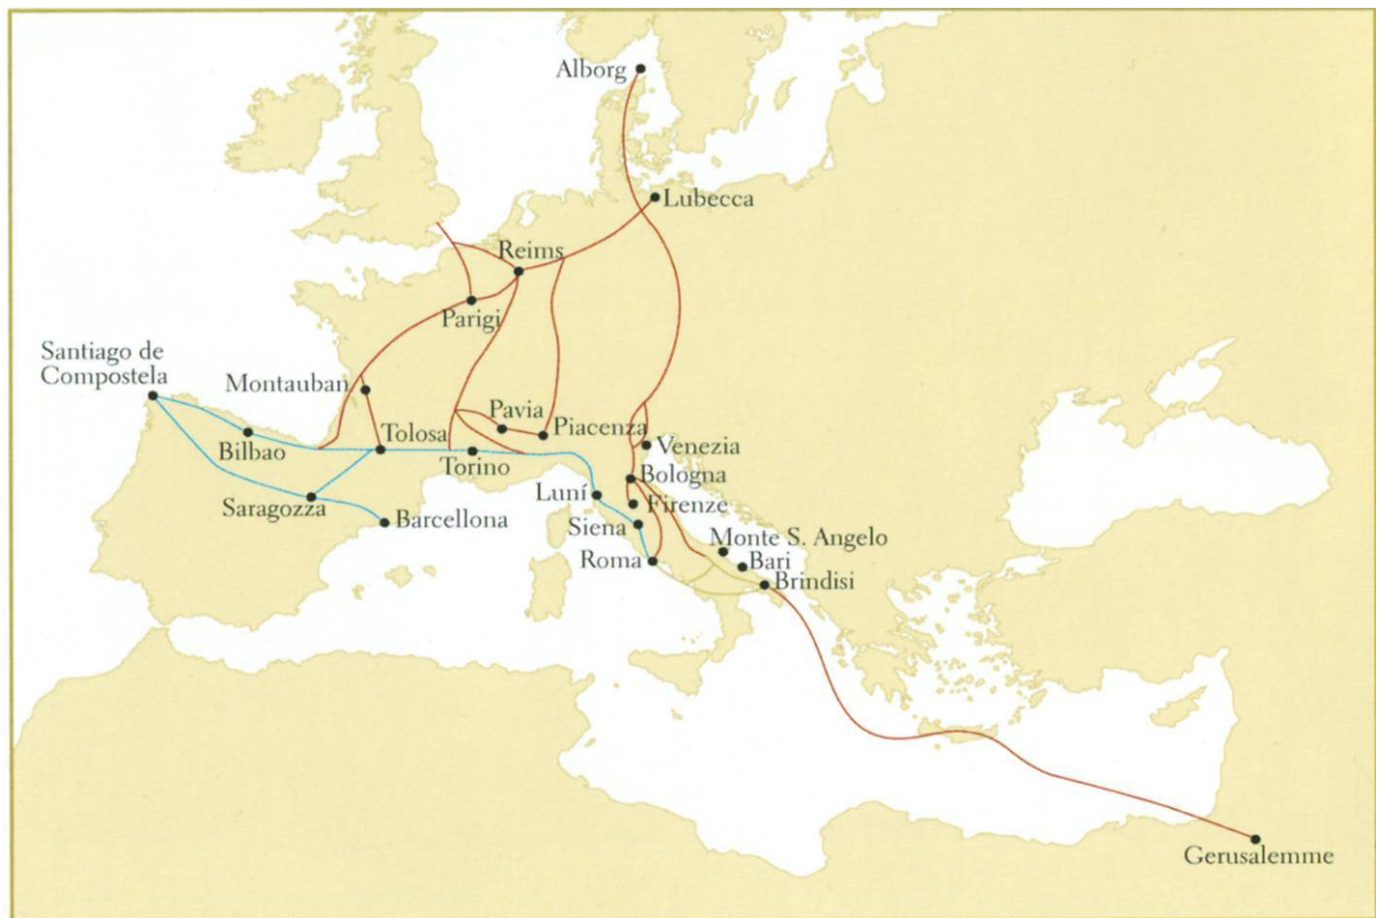 Alborg
Lubecca
Reims
Parigi
Santiago de
Compostela
Montauban
Pavia
Piacenza
Tolosa
Bilbao
Torino
Venezia
Bologna
Luní
Firenze
Saragozza
Barcellona
Siena
Monte S. Angelo
Roma
Bari
Brindisi
Gerusalemme